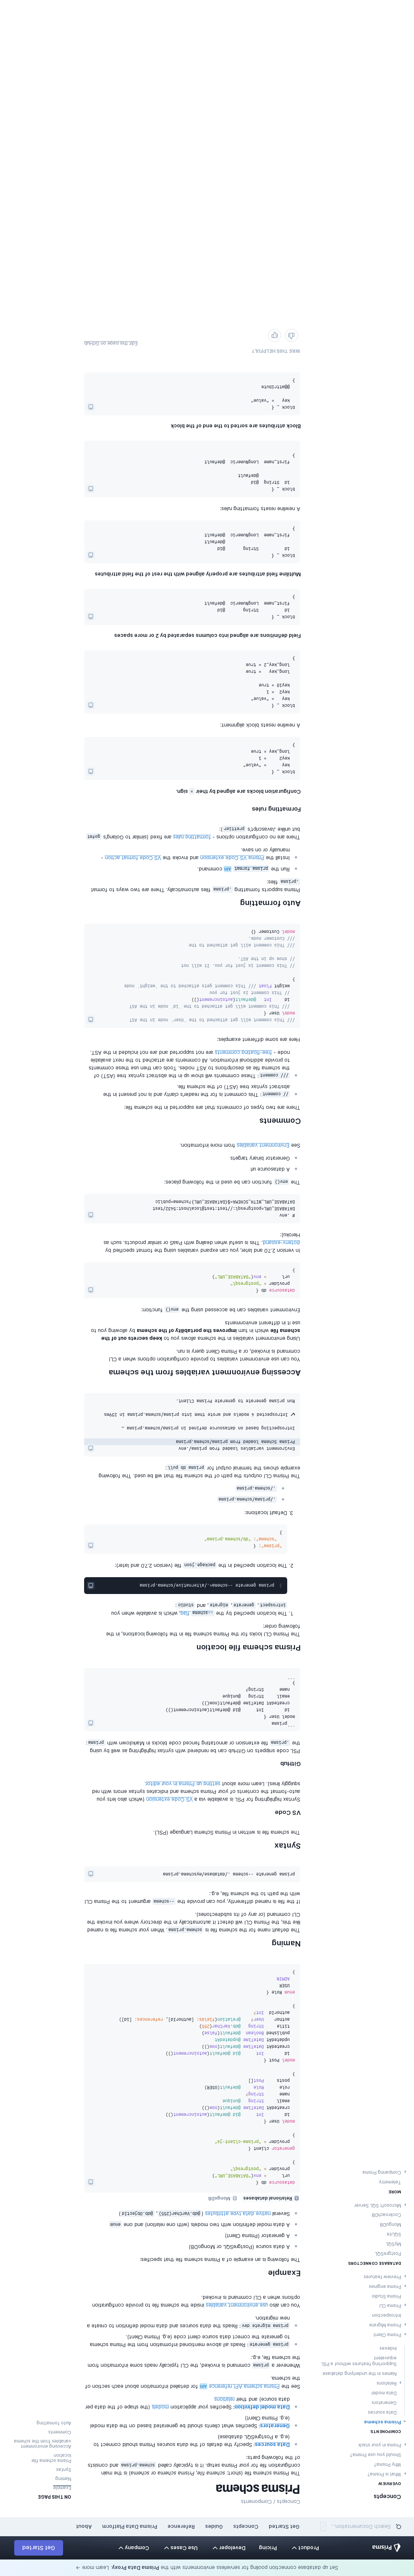 Set up database connection pooling for serverless environments with the Prisma Data Proxy. Learn more →
Prisma
Product
Pricing
Developer
Use Cases
Company
Get Started
Search Documentation...
Get Started
Concepts
Guides
Reference
Prisma Data Platform
About
Concepts
OVERVIEW
What is Prisma?
Why Prisma?
Should you use Prisma?
Prisma in your stack
COMPONENTS
Prisma schema
Data sources
Generators
Data model
Relations
Names in the underlying database
Supporting features without a PSL equivalent
Indexes
Prisma Client
Prisma Migrate
Introspection
Prisma CLI
Prisma Studio
Prisma engines
Preview features
DATABASE CONNECTORS
PostgreSQL
MySQL
SQLite
MongoDB
CockroachDB
Microsoft SQL Server
MORE
Telemetry
Comparing Prisma
ON THIS PAGE
Example
Naming
Syntax
Prisma schema file location
Accessing environment variables from the schema
Comments
Auto formatting
Concepts / Components
Prisma schema
The Prisma schema file (short: schema file, Prisma schema or schema) is the main
configuration file for your Prisma setup. It is typically called schema.prisma and consists
of the following parts:
Data sources: Specify the details of the data sources Prisma should connect to
(e.g. a PostgreSQL database)
Generators: Specifies what clients should be generated based on the data model
(e.g. Prisma Client)
Data model definition: Specifies your application models (the shape of the data per
data source) and their relations
See the Prisma schema API reference for detailed information about each section of
the schema.
Whenever a prisma command is invoked, the CLI typically reads some information from
the schema file, e.g.:
prisma generate: Reads all above mentioned information from the Prisma schema
to generate the correct data source client code (e.g. Prisma Client).
prisma migrate dev: Reads the data sources and data model definition to create a
new migration.
You can also use environment variables inside the schema file to provide configuration
options when a CLI command is invoked.
Example
The following is an example of a Prisma schema file that specifies:
A data source (PostgreSQL or MongoDB)
A generator (Prisma Client)
A data model definition with two models (with one relation) and one enum
Several native data type attributes (@db.VarChar(255), @db.ObjectId)
Relational databases
MongoDB
datasource db {
url = env("DATABASE_URL")
provider = "postgresql"
}
generator client {
provider = "prisma-client-js"
}
model User {
id Int @id @default(autoincrement())
createdAt DateTime @default(now())
email String @unique
name String?
role Role @default(USER)
posts Post[]
}
model Post {
id Int @id @default(autoincrement())
createdAt DateTime @default(now())
updatedAt DateTime @updatedAt
published Boolean @default(false)
title String @db.VarChar(255)
author User? @relation(fields: [authorId], references: [id])
authorId Int?
}
enum Role {
USER
ADMIN
}
Naming
The default name for the schema file is schema.prisma. When your schema file is named
like this, the Prisma CLI will detect it automatically in the directory where you invoke the
CLI command (or any of its subdirectories).
If the file is named differently, you can provide the --schema argument to the Prisma CLI
with the path to the schema file, e.g.:
prisma generate --schema ./database/myschema.prisma
Syntax
The schema file is written in Prisma Schema Language (PSL).
VS Code
Syntax highlighting for PSL is available via a VS Code extension (which also lets you
auto-format the contents of your Prisma schema and indicates syntax errors with red
squiggly lines). Learn more about setting up Prisma in your editor.
GitHub
PSL code snippets on GitHub can be rendered with syntax highlighting as well by using
the .prisma file extension or annotating fenced code blocks in Markdown with prisma:
```prisma
model User {
id Int @id @default(autoincrement())
createdAt DateTime @default(now())
email String @unique
name String?
}
```
Prisma schema file location
The Prisma CLI looks for the Prisma schema file in the following locations, in the
following order:
1. The location specified by the --schema flag, which is available when you
introspect, generate, migrate, and studio:
prisma generate --schema=./alternative/schema.prisma
2. The location specified in the package.json file (version 2.7.0 and later):
"prisma": {
"schema": "db/schema.prisma"
}
3. Default locations:
./prisma/schema.prisma
./schema.prisma
The Prisma CLI outputs the path of the schema file that will be used. The following
example shows the terminal output for prisma db pull:
Environment variables loaded from prisma/.env
Prisma Schema loaded from prisma/schema.prisma
Introspecting based on datasource defined in prisma/schema.prisma …
✔ Introspected 4 models and wrote them into prisma/schema.prisma in 239ms
Run prisma generate to generate Prisma Client.
Accessing environment variables from the schema
You can use environment variables to provide configuration options when a CLI
command is invoked, or a Prisma Client query is run.
Using environment variables in the schema allows you to keep secrets out of the
schema file which in turn improves the portability of the schema by allowing you to
use it in different environments.
Environment variables can be accessed using the env() function:
datasource db {
provider = "postgresql"
url = env("DATABASE_URL")
}
In version 2.7.0 and later, you can expand variables using the format specified by
dotenv-expand. This is useful when dealing with PaaS or similar products, such as
Heroku):
# .env
DATABASE_URL=postgresql://test:test@localhost:5432/test
DATABASE_URL_WITH_SCHEMA=${DATABASE_URL}?schema=public
The env() function can be used in the following places:
A datasource url
Generator binary targets
See Environment variables from more information.
Comments
There are two types of comments that are supported in the schema file:
// comment: This comment is for the reader's clarity and is not present in the
abstract syntax tree (AST) of the schema file.
/// comment: These comments will show up in the abstract syntax tree (AST) of
the schema file as descriptions to AST nodes. Tools can then use these comments
to provide additional information. All comments are attached to the next available
node - free-floating comments are not supported and are not included in the AST.
Here are some different examples:
/// This comment will get attached to the `User` node in the AST
model User {
/// This comment will get attached to the `id` node in the AST
id Int @default(autoincrement())
// This comment is just for you
weight Float /// This comment gets attached to the `weight` node
}
// This comment is just for you. It will not
// show up in the AST.
/// This comment will get attached to the
/// Customer node.
model Customer {}
Auto formatting
Prisma supports formatting .prisma files automatically. There are two ways to format
.prisma files:
Run the prisma format command.
Install the Prisma VS Code extension and invoke the VS Code format action -
manually or on save.
There are no configuration options - formatting rules are fixed (similar to Golang's gofmt
but unlike Javascript's prettier):
Formatting rules
Configuration blocks are aligned by their = sign.
block _ {
key = "value"
key2 = 1
long_key = true
}
A newline resets block alignment:
block _ {
key = "value"
key2 = 1
key10 = true
long_key = true
long_key_2 = true
}
Field definitions are aligned into columns separated by 2 or more spaces
block _ {
id String @id
first_name LongNumeric @default
}
Multiline field attributes are properly aligned with the rest of the field attributes
block _ {
id String @id
@default
first_name LongNumeric @default
}
A newline resets formatting rules:
block _ {
id String @id
@default
first_name LongNumeric @default
}
Block attributes are sorted to the end of the block
block _ {
key = "value"
@@attribute
}
WAS THIS HELPFUL?
Edit this page on GitHub